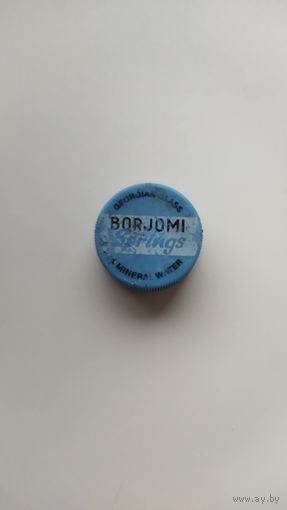 GEORGIAN GLASS
BORJOMI
Springs
& MINERAL WATER
www.ay.by